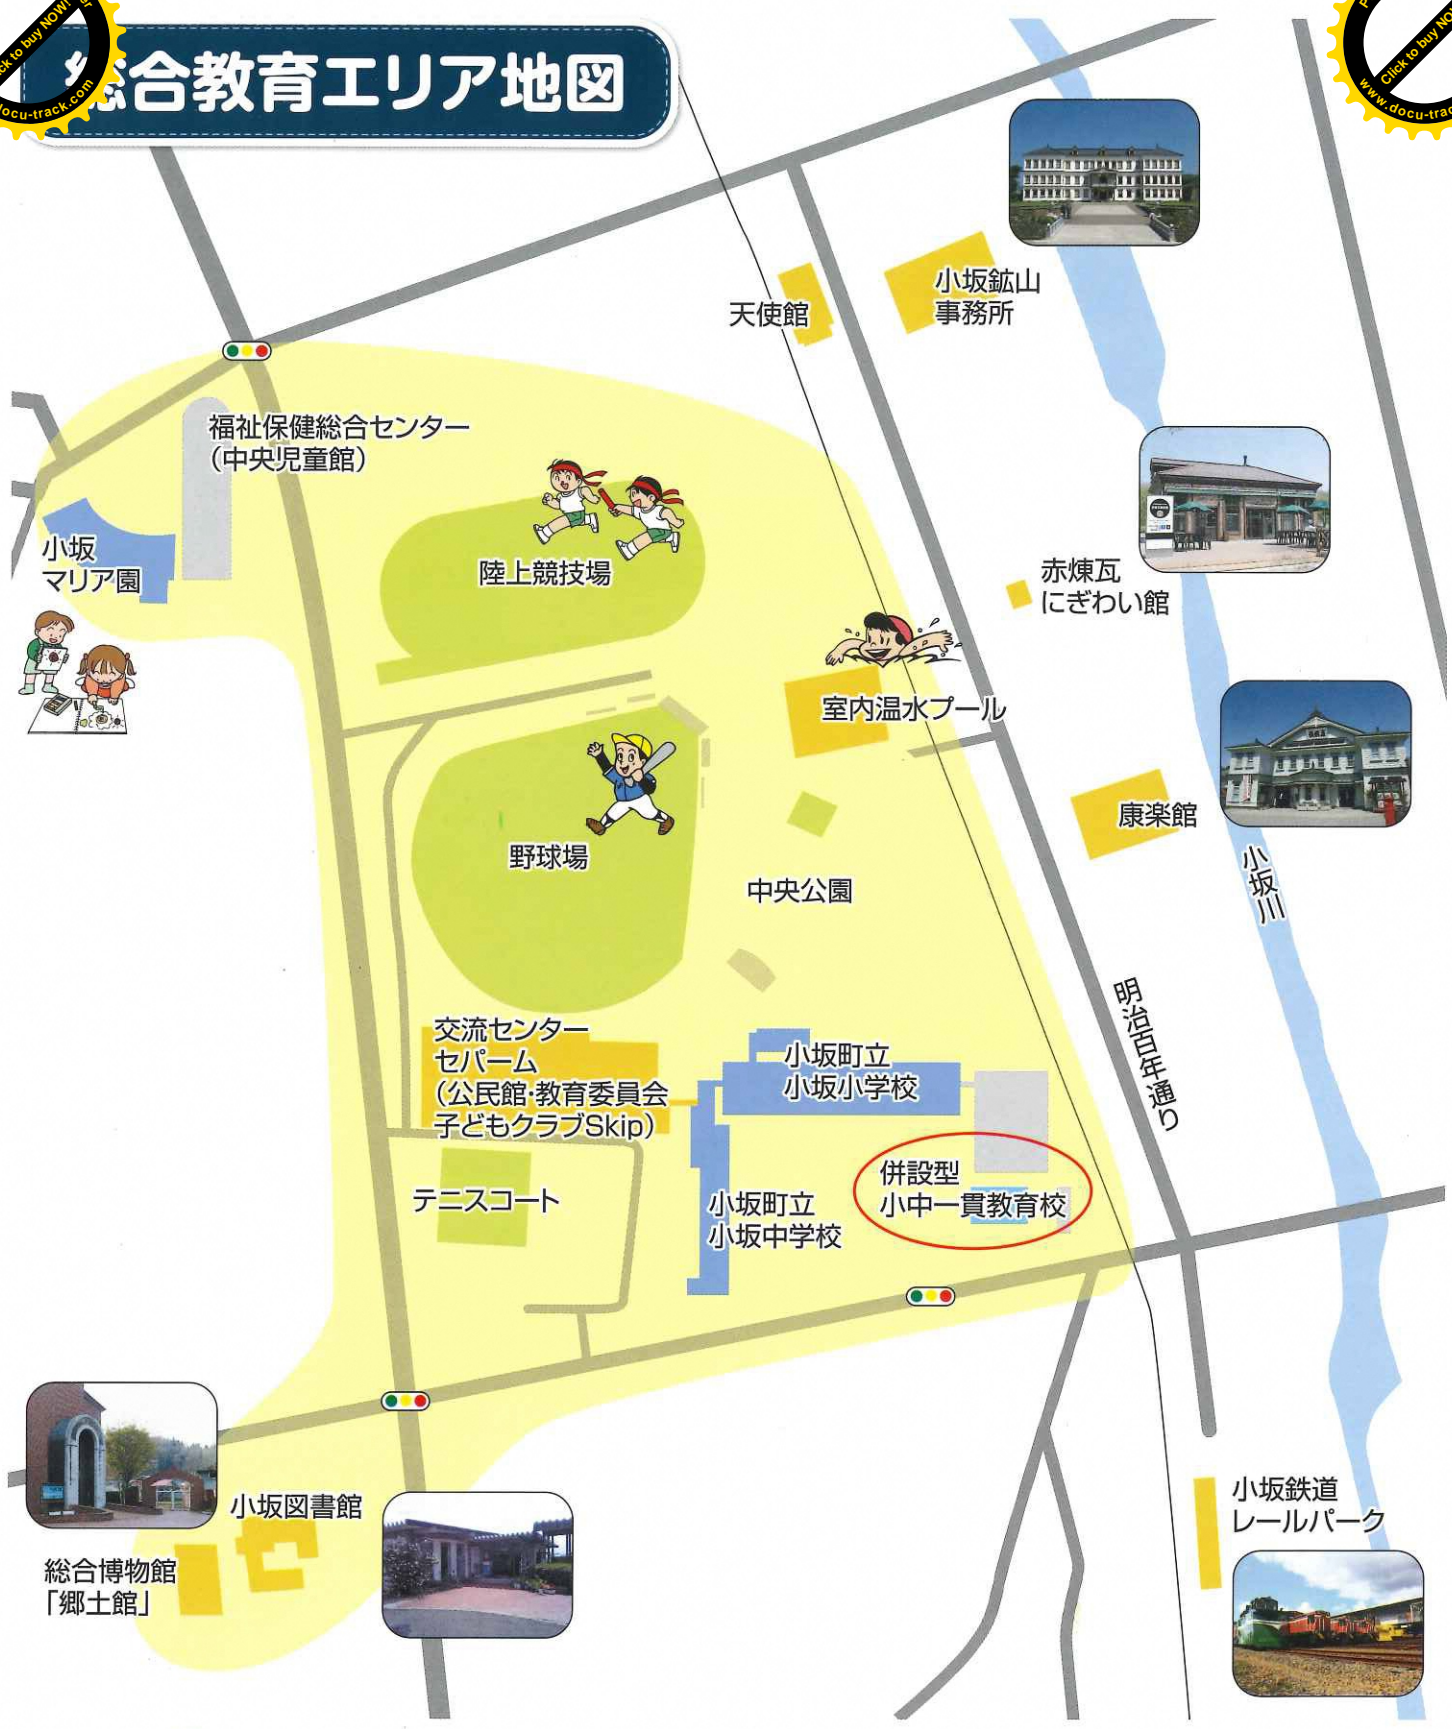 総合教育エリア地図
Click to buy NOW!
www.docu-track.com
小坂鉱山
事務所
天使館
福祉保健総合センター
（中央児童館）
小坂
マリア園
陸上競技場
赤煉瓦
にぎわい館
室内温水プール
康楽館
野球場
中央公園
小坂川
明治百年通り
交流センター
セパーム
（公民館・教育委員会
子どもクラブSkip）
小坂町立
小坂小学校
併設型
小中一貫教育校
テニスコート
小坂町立
小坂中学校
小坂図書館
総合博物館
「郷土館」
小坂鉄道
レールパーク